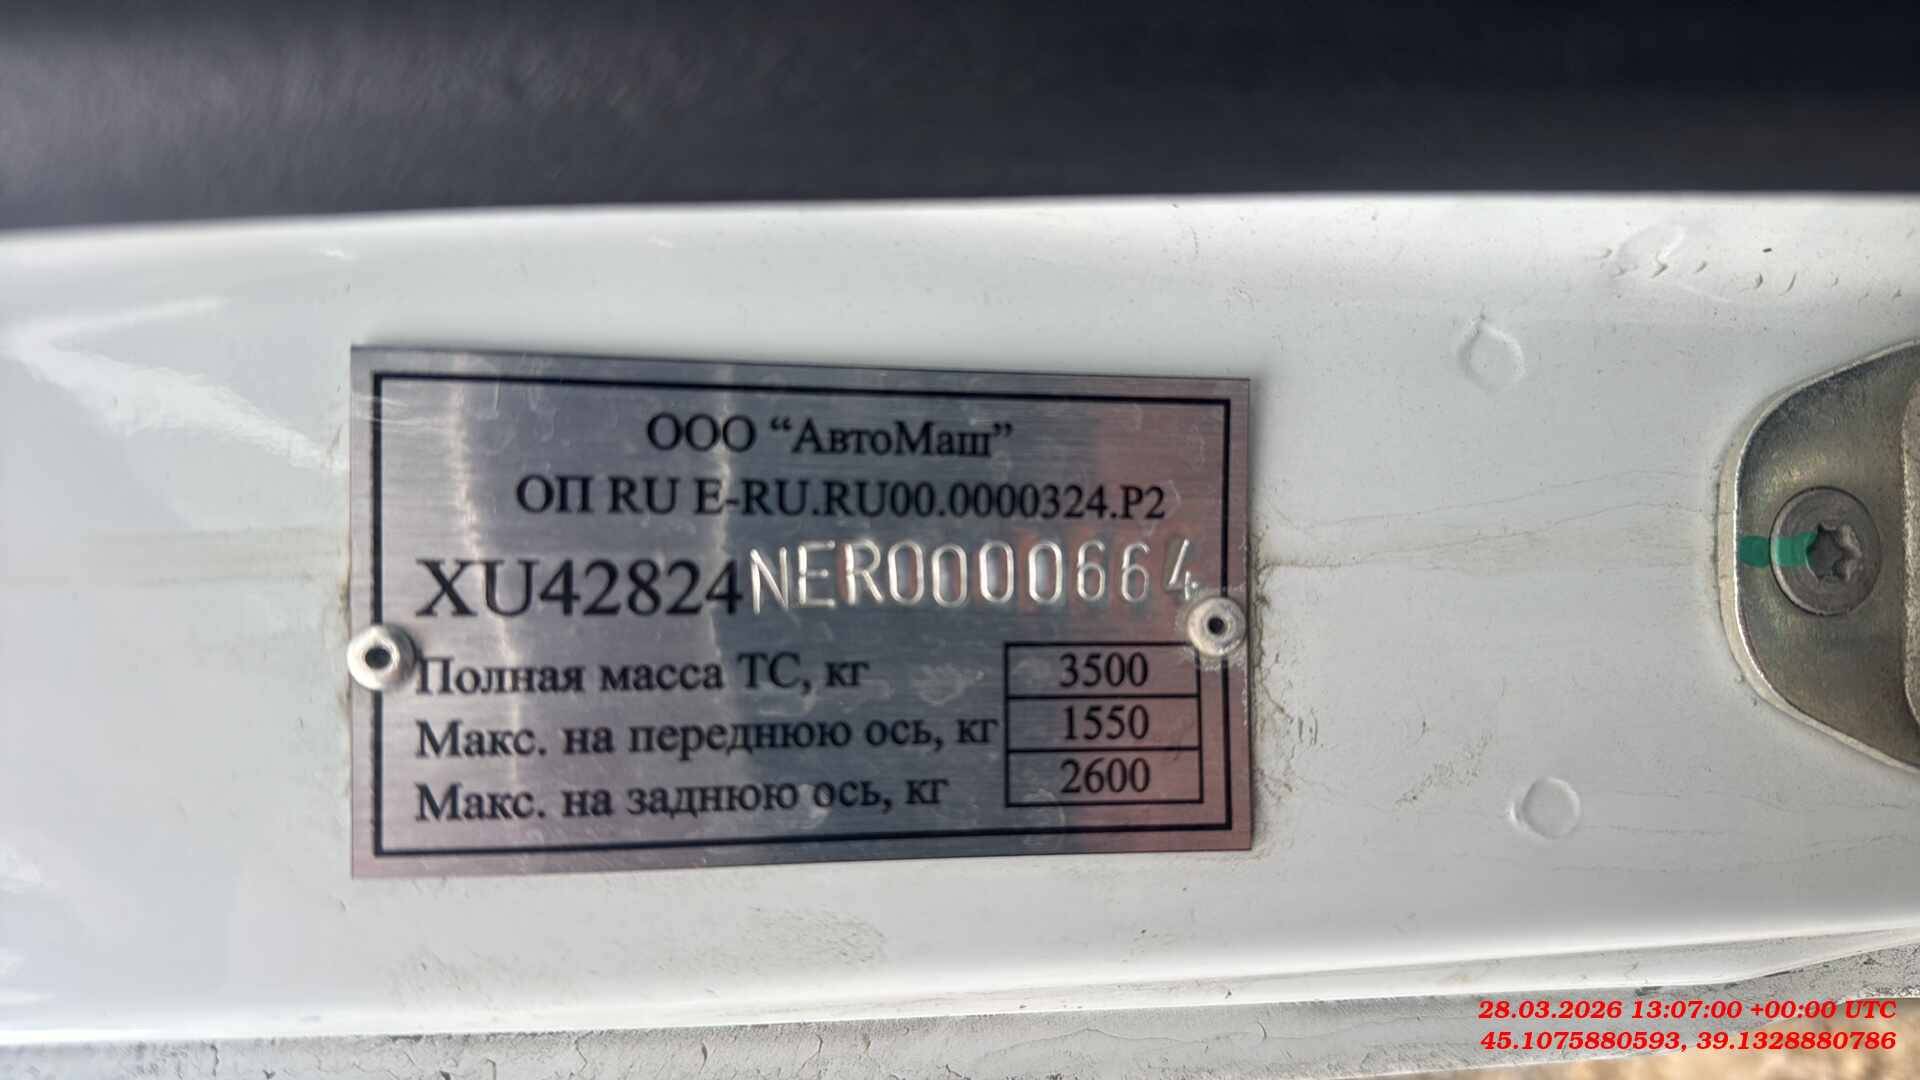 ООО “АвтоМаш”
ОП RU E-RU.RU00.0000324.P2
XU42824NER0000664
Полная масса ТС, кг 3500
Макс. на переднюю ось, кг 1550
Макс. на заднюю ось, кг 2600
28.03.2026 13:07:00 +00:00 UTC
45.1075880593, 39.1328880786